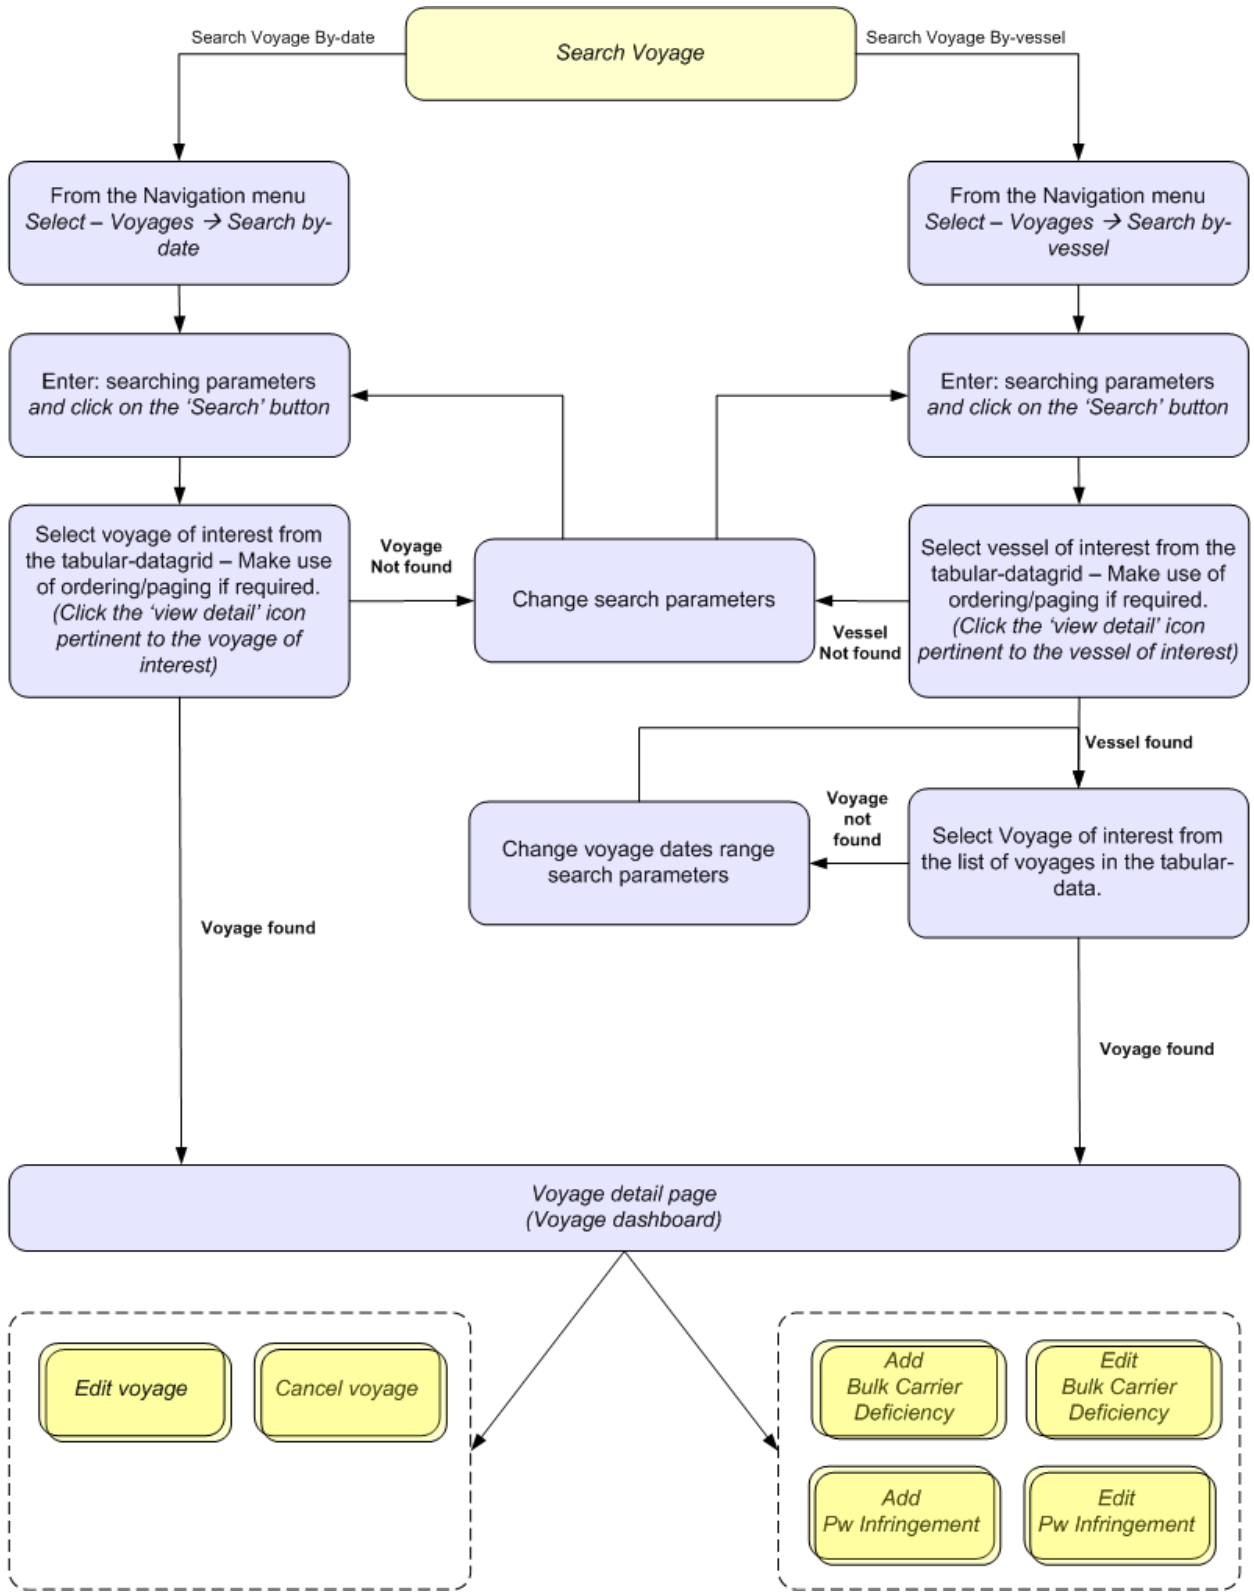 Search Voyage By-date
Search Voyage
Search Voyage By-vessel
From the Navigation menu
Select – Voyages → Search by-
date
From the Navigation menu
Select – Voyages → Search by-
vessel
Enter: searching parameters
and click on the ‘Search’ button
Enter: searching parameters
and click on the ‘Search’ button
Select voyage of interest from
the tabular-datagrid – Make use
of ordering/paging if required.
(Click the ‘view detail’ icon
pertinent to the voyage of
interest)
Voyage
Not found
Change search parameters
Vessel
Not found
Select vessel of interest from the
tabular-datagrid – Make use of
ordering/paging if required.
(Click the ‘view detail’ icon
pertinent to the vessel of interest)
Vessel found
Change voyage dates range
search parameters
Voyage
not
found
Select Voyage of interest from
the list of voyages in the tabular-
data.
Voyage found
Voyage found
Voyage detail page
(Voyage dashboard)
Edit voyage
Cancel voyage
Add
Bulk Carrier
Deficiency
Edit
Bulk Carrier
Deficiency
Add
Pw Infringement
Edit
Pw Infringement